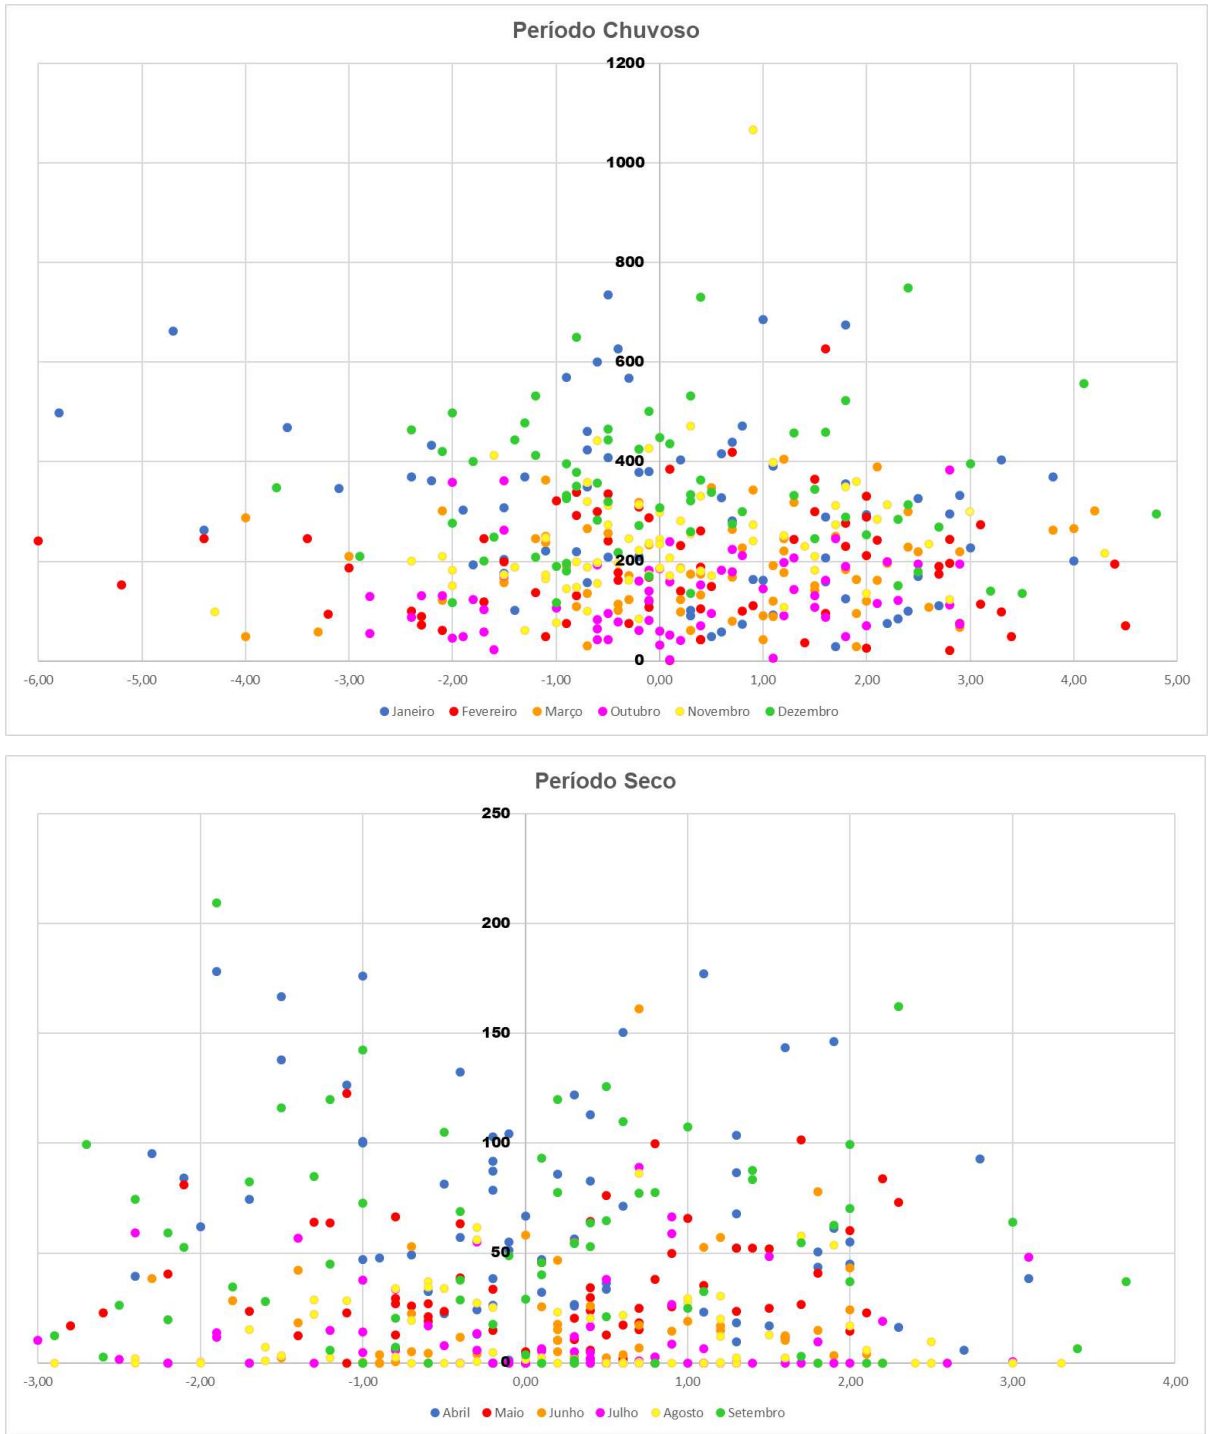 Período Chuvoso
1200
1000
800
600
400
200
0
-6,00 -5,00 -4,00 -3,00 -2,00 -1,00 0,00 1,00 2,00 3,00 4,00 5,00
Janeiro Fevereiro Março Outubro Novembro Dezembro
Período Seco
250
200
150
100
50
0
-3,00 -2,00 -1,00 0,00 1,00 2,00 3,00 4,00
Abril Maio Junho Julho Agosto Setembro